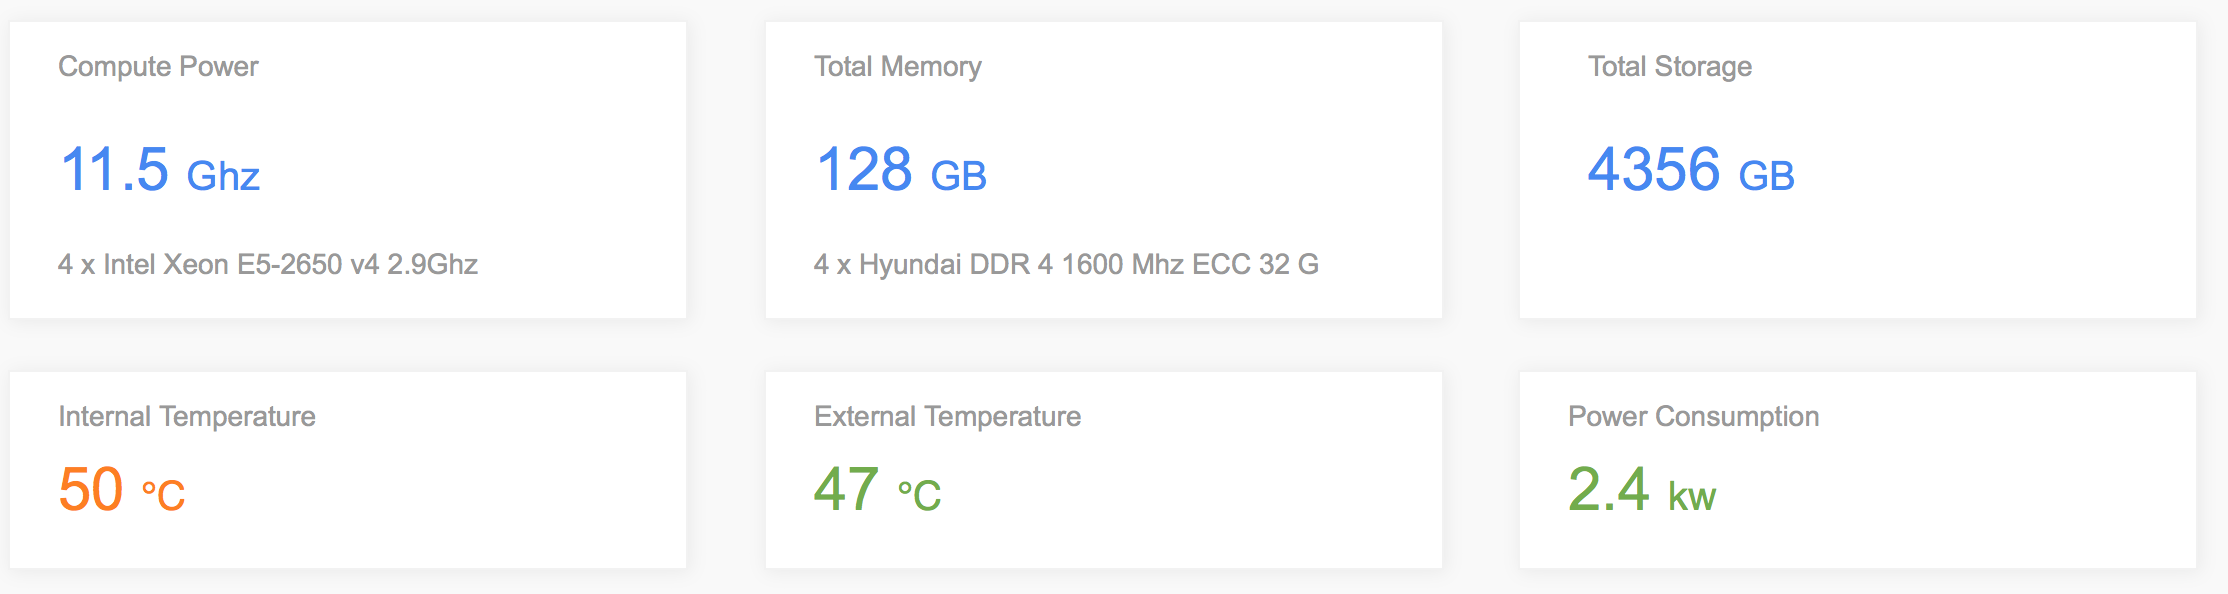 Compute Power
11.5 Ghz
4 x Intel Xeon E5-2650 v4 2.9Ghz
Total Memory
128 GB
4 x Hyundai DDR 4 1600 Mhz ECC 32 G
Total Storage
4356 GB
Internal Temperature
50 °C
External Temperature
47 °C
Power Consumption
2.4 kw